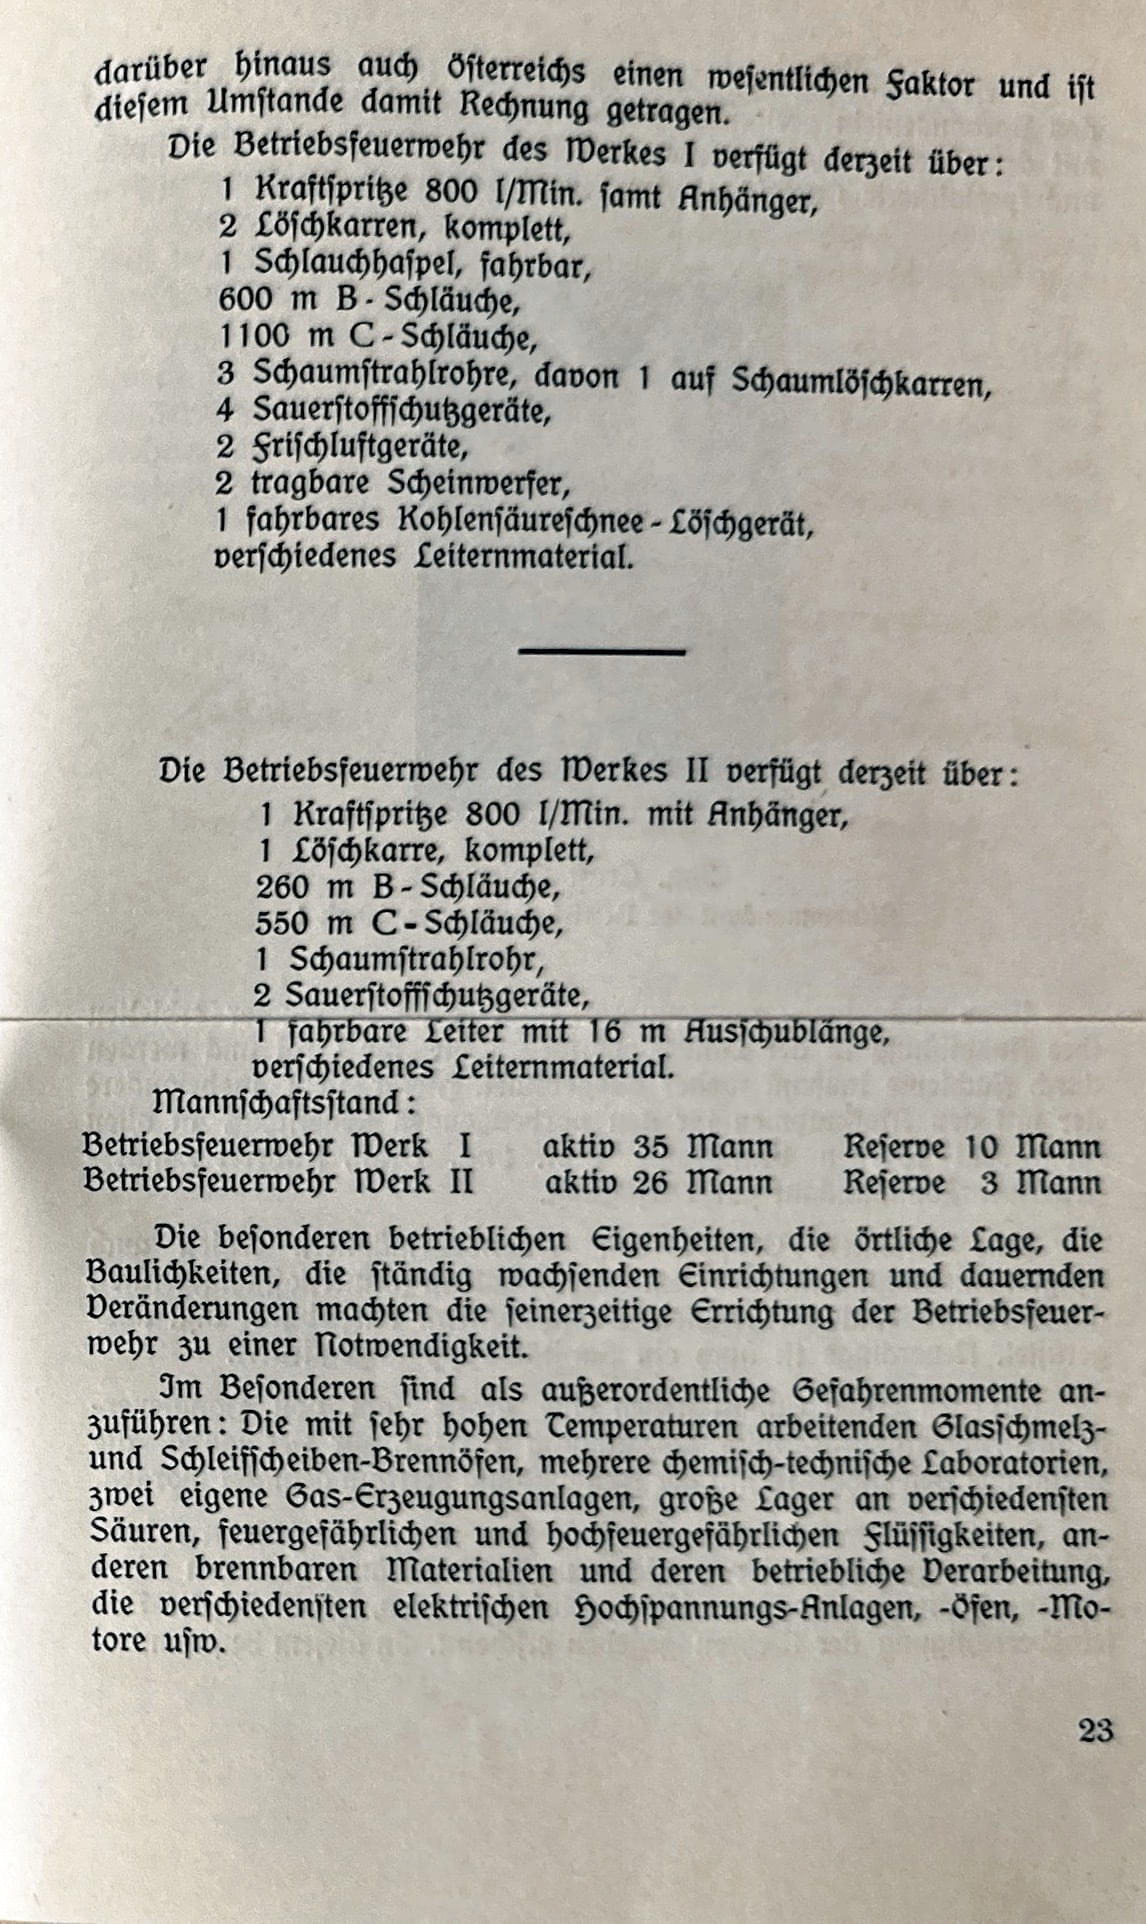 darüber hinaus auch Öſterreichs einen weſentlichen Faktor und iſt
dieſem Umſtande damit Rechnung getragen.
Die Betriebsfeuerwehr des Werkes I verfügt derzeit über:
1 Kraftſpritze 800 l/Min. ſamt Anhänger,
2 Löſchkarren, komplett,
1 Schlauchhaſpel, fahrbar,
600 m B-Schläuche,
1100 m C-Schläuche,
3 Schaumſtrahlrohre, davon 1 auf Schaumlöſchkarren,
4 Sauerſtoffſchutzgeräte,
2 Friſchluftgeräte,
2 tragbare Scheinwerfer,
1 fahrbares Kohlenſäureſchnee-Löſchgerät,
verſchiedenes Leiternmaterial.
Die Betriebsfeuerwehr des Werkes II verfügt derzeit über:
1 Kraftſpritze 800 l/Min. mit Anhänger,
1 Löſchkarre, komplett,
260 m B-Schläuche,
550 m C-Schläuche,
1 Schaumſtrahlrohr,
2 Sauerſtoffſchutzgeräte,
1 fahrbare Leiter mit 16 m Ausſchublänge,
verſchiedenes Leiternmaterial.
Mannſchaftsſtand:
Betriebsfeuerwehr Werk I aktiv 35 Mann Reſerve 10 Mann
Betriebsfeuerwehr Werk II aktiv 26 Mann Reſerve 3 Mann
Die beſonderen betrieblichen Eigenheiten, die örtliche Lage, die
Baulichkeiten, die ſtändig wachſenden Einrichtungen und dauernden
Veränderungen machten die ſeinerzeitige Errichtung der Betriebsfeuer-
wehr zu einer Notwendigkeit.
Im Beſonderen ſind als außerordentliche Gefahrenmomente an-
zuführen: Die mit ſehr hohen Temperaturen arbeitenden Glasſchmelz-
und Schleifſcheiben-Brennöfen, mehrere chemiſch-techniſche Laboratorien,
zwei eigene Gas-Erzeugungsanlagen, große Lager an verſchiedenſten
Säuren, feuergefährlichen und hochfeuergefährlichen Flüſſigkeiten, an-
deren brennbaren Materialien und deren betriebliche Verarbeitung,
die verſchiedenſten elektriſchen Hochſpannungs-Anlagen, -Öfen, -Mo-
tore uſw.
23